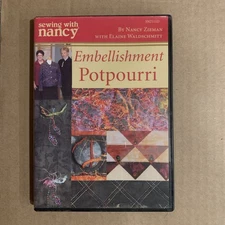 sewing with
nancy
By Nancy Zieman
with Elaine Waldschmitt
Embellishment
Potpourri